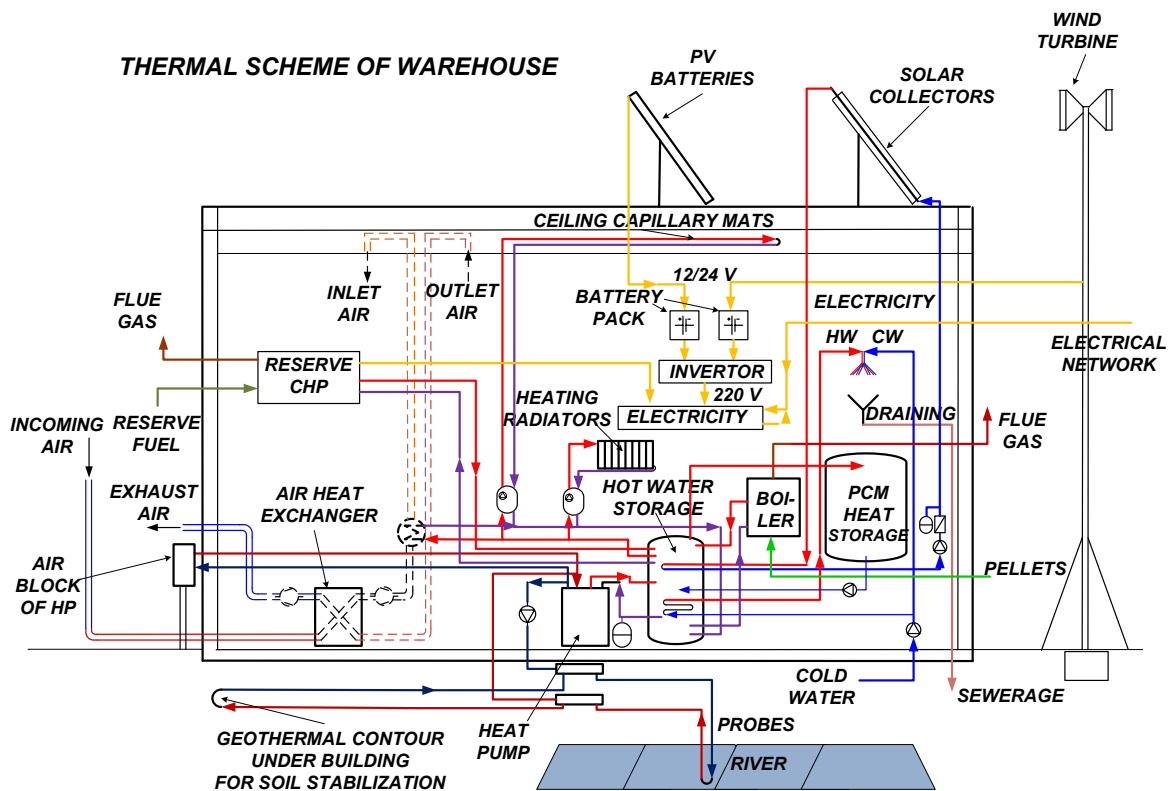 THERMAL SCHEME OF WAREHOUSE
PV
BATTERIES
SOLAR
COLLECTORS
WIND
TURBINE
CEILING CAPILLARY MATS
INLET
AIR
OUTLET
AIR
12/24 V
BATTERY
PACK
ELECTRICITY
FLUE
GAS
HW CW
ELECTRICAL
NETWORK
RESERVE
CHP
INVERTOR
220 V
HEATING
RADIATORS
ELECTRICITY
DRAINING
FLUE
GAS
INCOMING
AIR
RESERVE
FUEL
EXHAUST
AIR
AIR HEAT
EXCHANGER
HOT WATER
STORAGE
BOI-
LER
PCM
HEAT
STORAGE
AIR
BLOCK
OF HP
PELLETS
COLD
WATER
SEWERAGE
HEAT
PUMP
PROBES
GEOTHERMAL CONTOUR
UNDER BUILDING
FOR SOIL STABILIZATION
RIVER